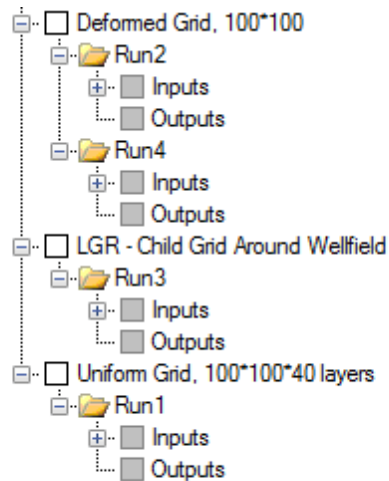 Deformed Grid, 100*100
Run2
Inputs
Outputs
Run4
Inputs
Outputs
LGR - Child Grid Around Wellfield
Run3
Inputs
Outputs
Uniform Grid, 100*100*40 layers
Run1
Inputs
Outputs